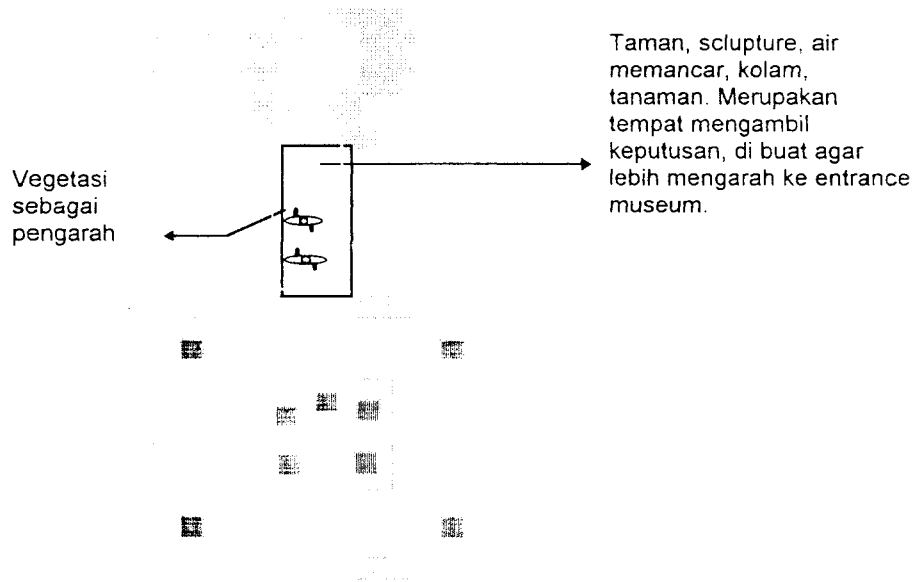 Taman, sclupture, air
memancar, kolam,
tanaman. Merupakan
tempat mengambil
keputusan, di buat agar
lebih mengarah ke entrance
museum.
Vegetasi
sebagai
pengarah